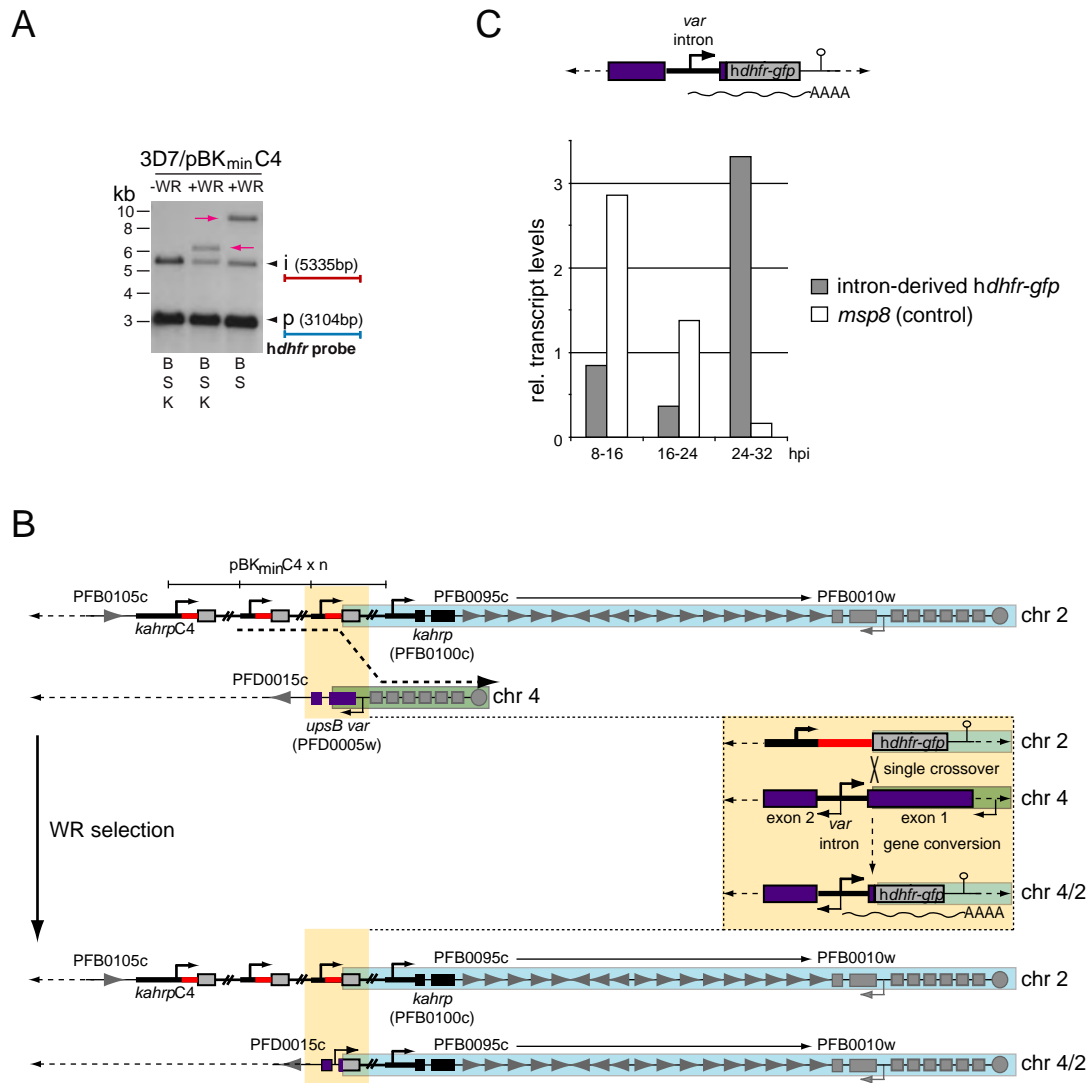 A
3D7/pBKminC4
-WR +WR +WR
kb
10
8
6
5
4
3
i (5335bp)
p (3104bp)
hdhfr probe
B B B
S S S
K K
C
var
intron
hdhfr-gfp
AAAA
rel. transcript levels
3
2
1
0
8-16 16-24 24-32 hpi
intron-derived hdhfr-gfp
msp8 (control)
B
pBKminC4 x n
PFB0105c
PFB0095c
PFB0010w
chr 2
kahrpC4
kahrp
(PFB0100c)
PFD0015c
chr 4
upsB var
(PFD0005w)
WR selection
hdhfr-gfp
chr 2
single crossover
chr 4
exon 2
var
intron
exon 1
gene conversion
hdhfr-gfp
chr 4/2
AAAA
PFB0105c
PFB0095c
PFB0010w
chr 2
kahrpC4
kahrp
(PFB0100c)
PFD0015c
PFB0095c
PFB0010w
chr 4/2